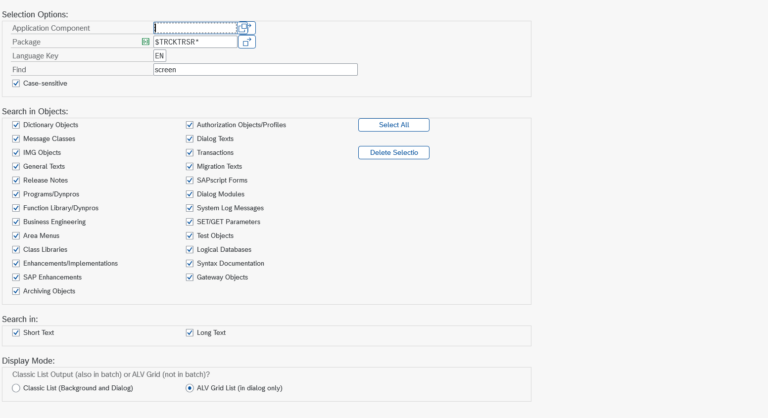 Selection Options:
Application Component
Package $TRCKTRSR*
Language Key EN
Find screen
Case-sensitive
Search in Objects:
Dictionary Objects Authorization Objects/Profiles Select All
Message Classes Dialog Texts
IMG Objects Transactions Delete Selectio
General Texts Migration Texts
Release Notes SAPscript Forms
Programs/Dynpros Dialog Modules
Function Library/Dynpros System Log Messages
Business Engineering SET/GET Parameters
Area Menus Test Objects
Class Libraries Logical Databases
Enhancements/Implementations Syntax Documentation
SAP Enhancements Gateway Objects
Archiving Objects
Search in:
Short Text Long Text
Display Mode:
Classic List Output (also in batch) or ALV Grid (not in batch)?
Classic List (Background and Dialog) ALV Grid List (in dialog only)